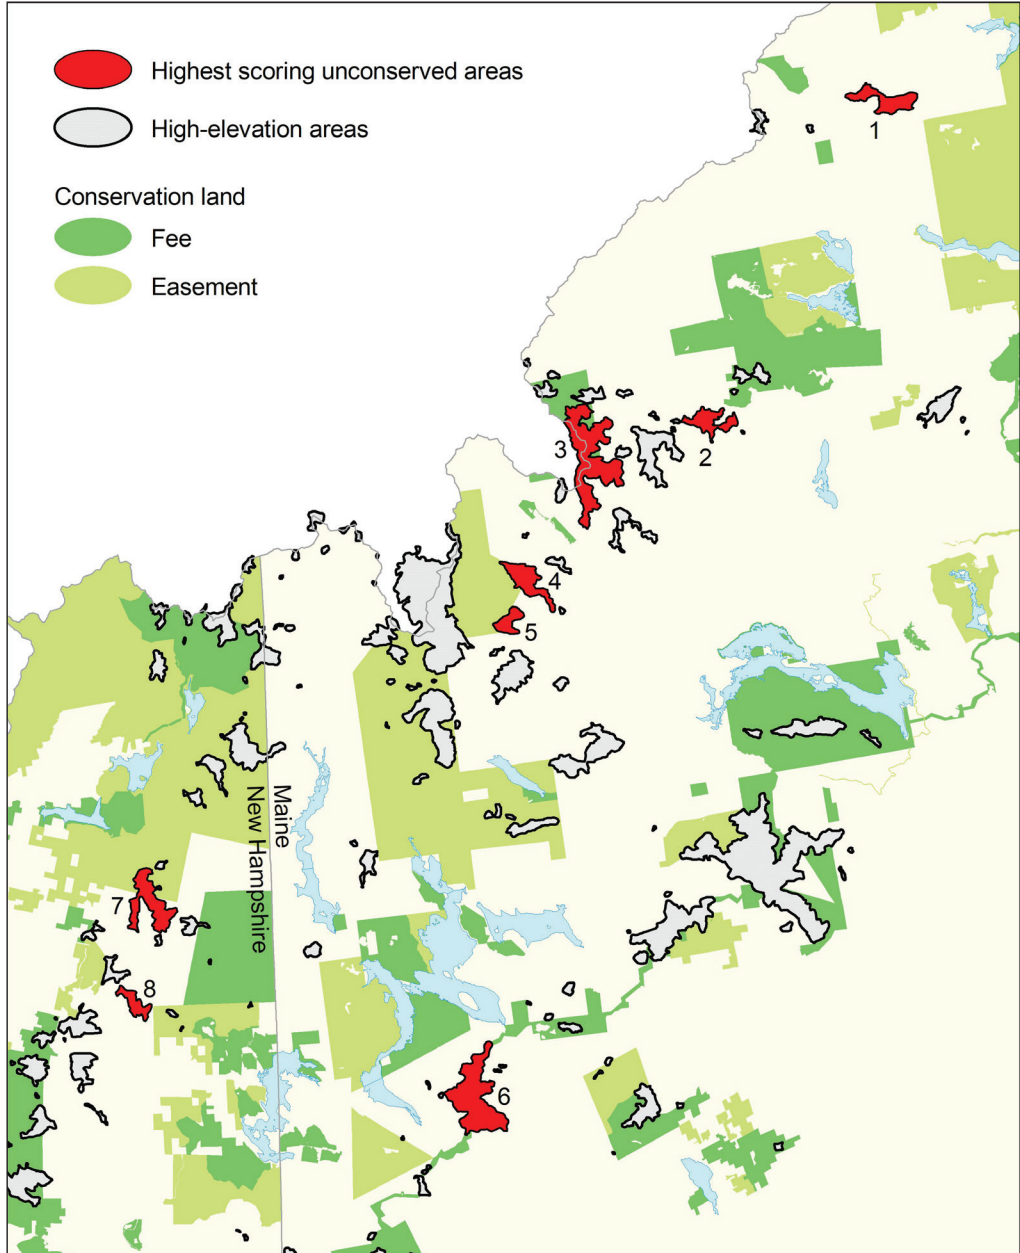 Highest scoring unconserved areas
High-elevation areas
Conservation land
Fee
Easement
1
2
3
4
5
Maine
New Hampshire
7
8
6